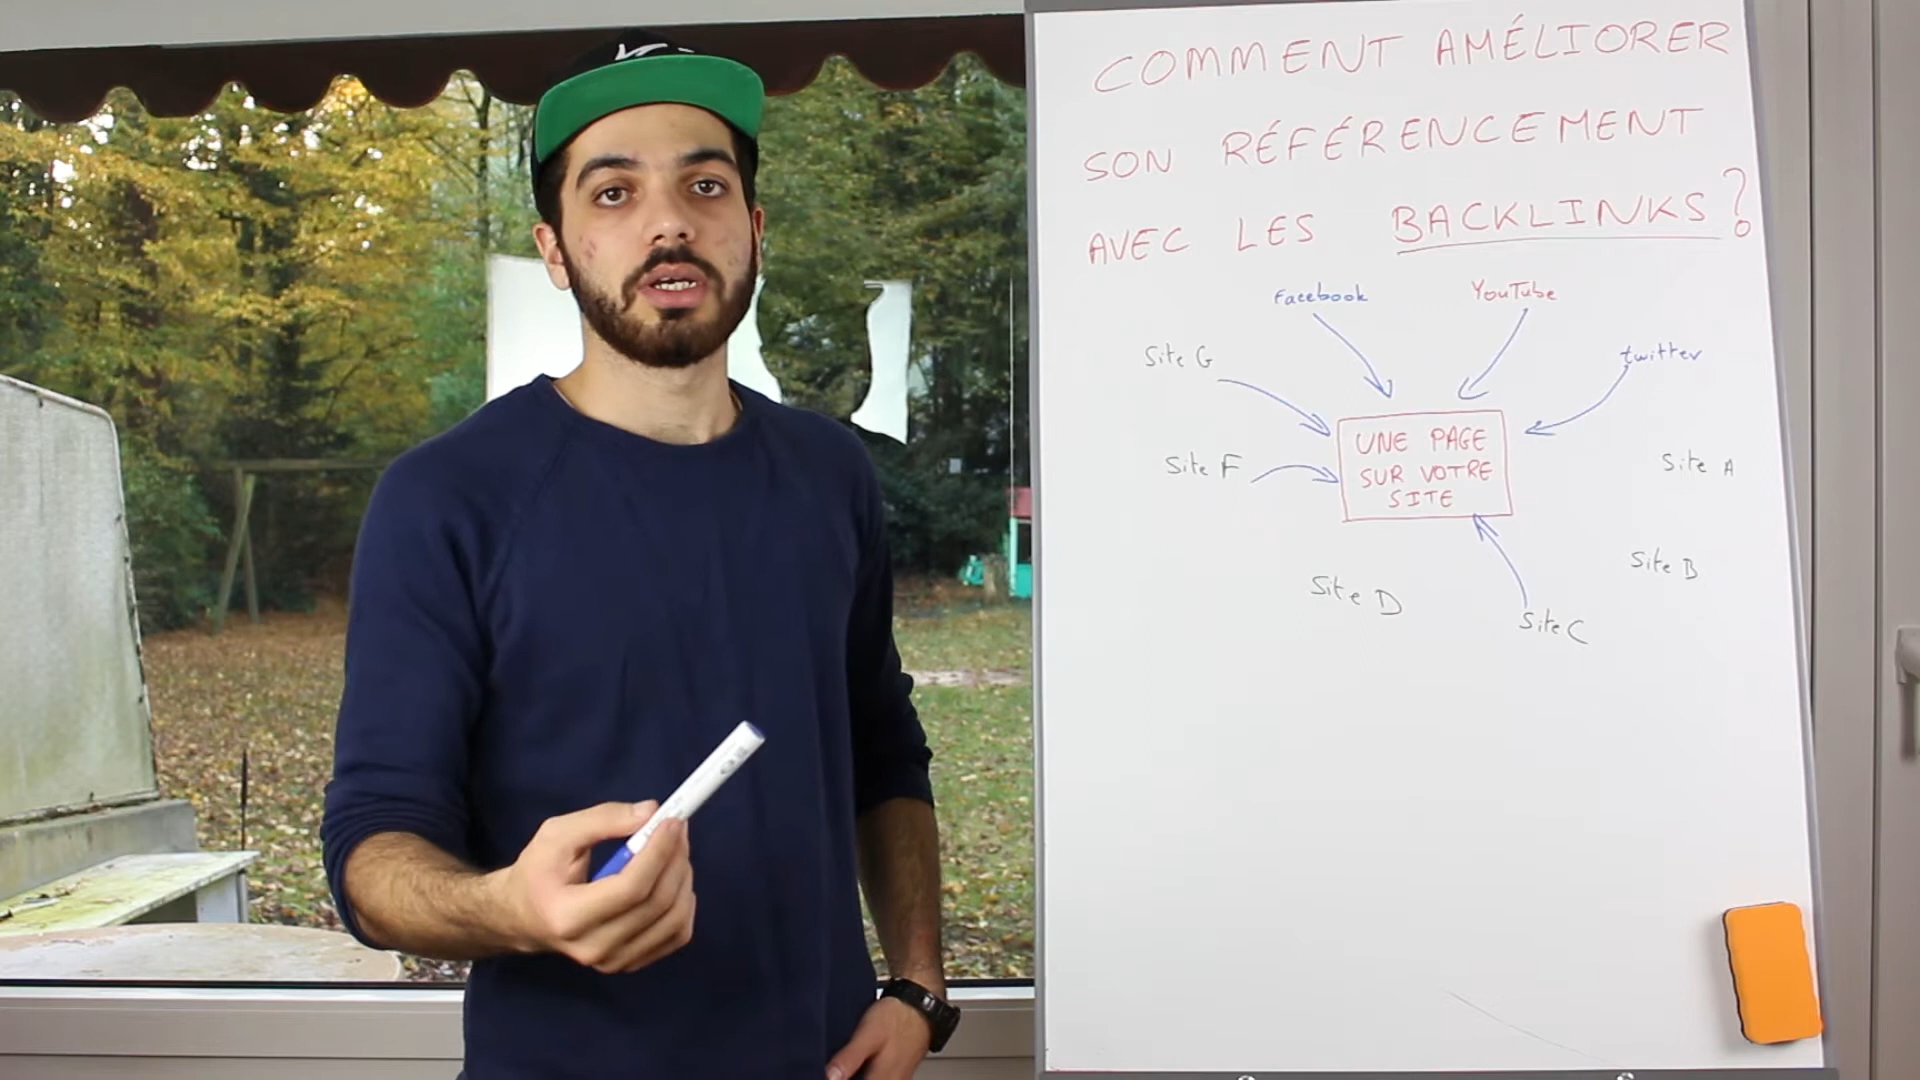 COMMENT AMÉLIORER
SON RÉFÉRENCEMENT
AVEC LES BACKLINKS?
Facebook
YouTube
Site G
twitter
UNE PAGE
SUR VOTRE
SITE
Site F
Site A
Site B
Site D
Site C